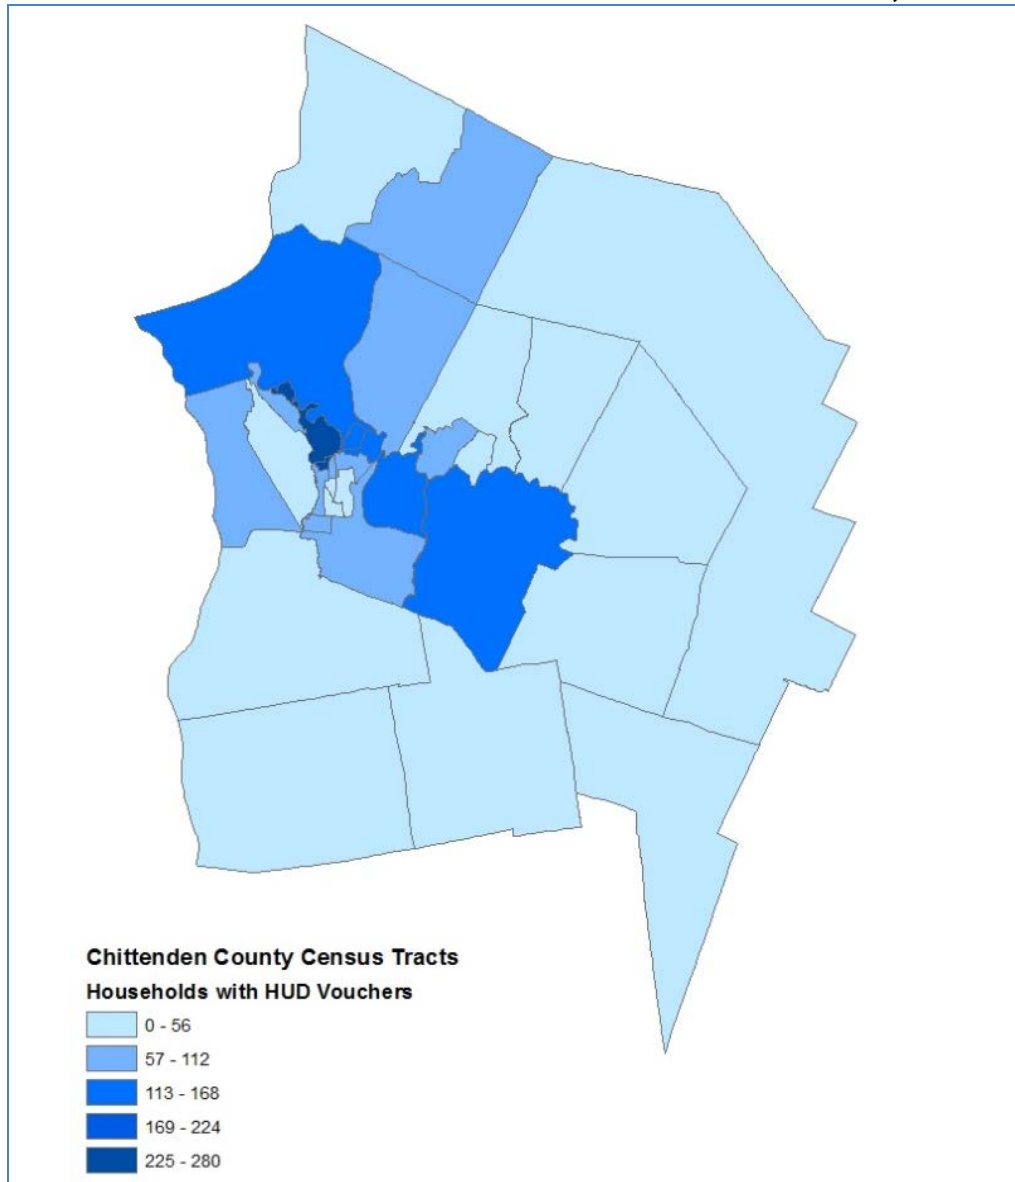 Chittenden County Census Tracts
Households with HUD Vouchers
0 - 56
57 - 112
113 - 168
169 - 224
225 - 280